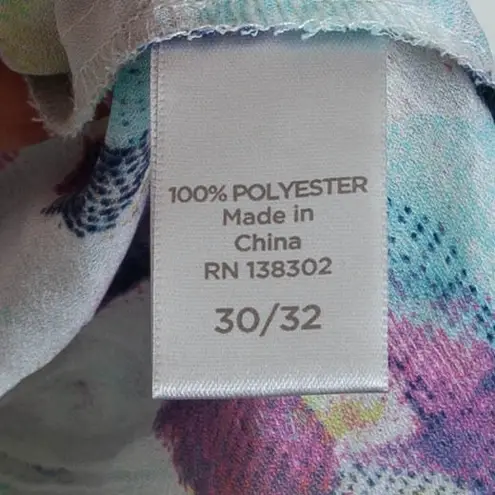 100% POLYESTER
Made in
China
RN 138302
30/32